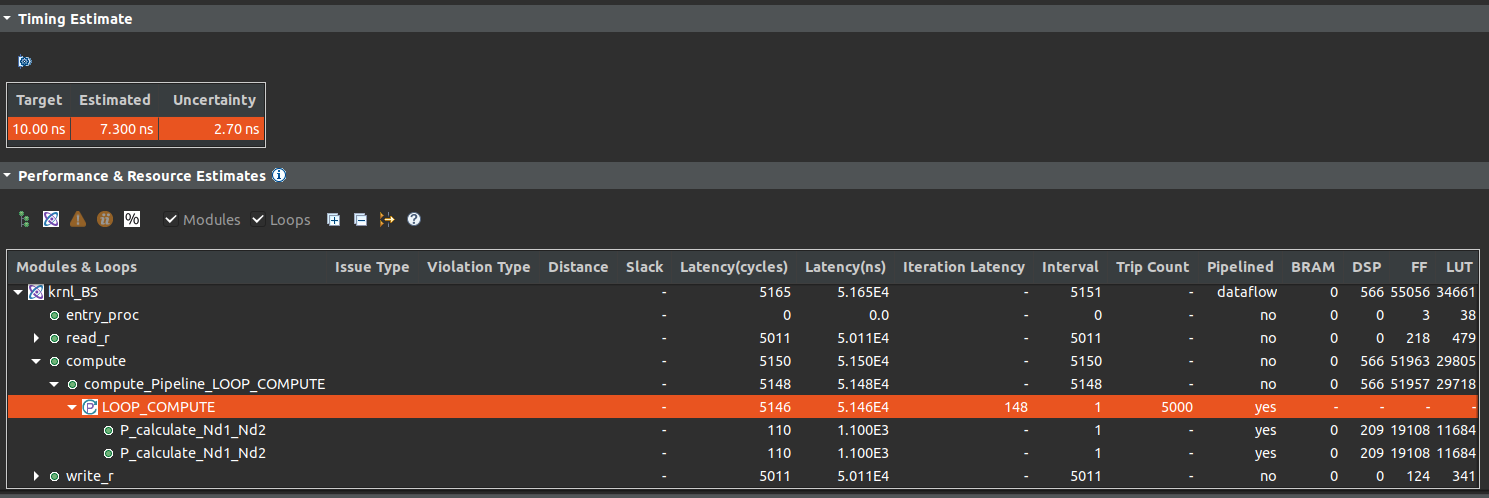 Timing Estimate
Target Estimated Uncertainty
10.00 ns 7.300 ns 2.70 ns
Performance & Resource Estimates
% Modules Loops
Modules & Loops Issue Type Violation Type Distance Slack Latency(cycles) Latency(ns) Iteration Latency Interval Trip Count Pipelined BRAM DSP FF LUT
krnl_BS - 5165 5.165E4 - 5151 - dataflow 0 566 55056 34661
entry_proc - 0 0.0 - 0 - no 0 0 3 38
read_r - 5011 5.011E4 - 5011 - no 0 0 218 479
compute - 5150 5.150E4 - 5150 - no 0 566 51963 29805
compute_Pipeline_LOOP_COMPUTE - 5148 5.148E4 - 5148 - no 0 566 51957 29718
P LOOP_COMPUTE - 5146 5.146E4 148 1 5000 yes - - - -
P_calculate_Nd1_Nd2 - 110 1.100E3 - 1 - yes 0 209 19108 11684
P_calculate_Nd1_Nd2 - 110 1.100E3 - 1 - yes 0 209 19108 11684
write_r - 5011 5.011E4 - 5011 - no 0 0 124 341